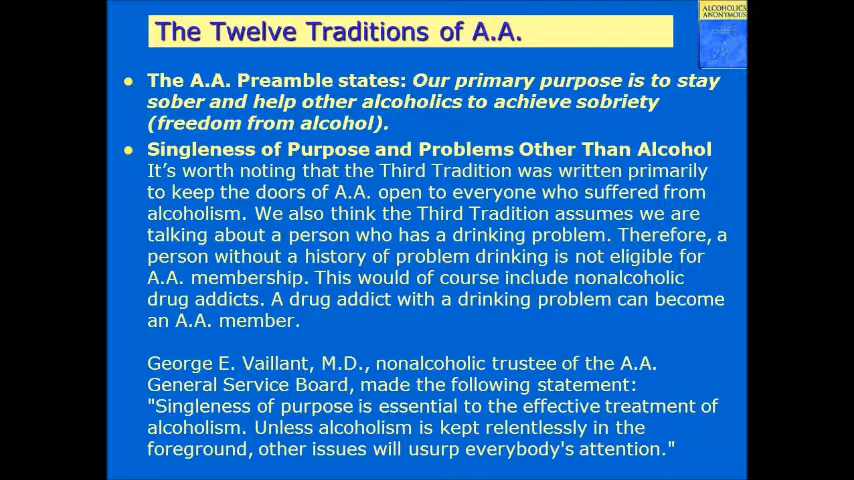 ALCOHOLICS
ANONYMOUS
The Twelve Traditions of A.A.
• The A.A. Preamble states: Our primary purpose is to stay
sober and help other alcoholics to achieve sobriety
(freedom from alcohol).
• Singleness of Purpose and Problems Other Than Alcohol
It's worth noting that the Third Tradition was written primarily
to keep the doors of A.A. open to everyone who suffered from
alcoholism. We also think the Third Tradition assumes we are
talking about a person who has a drinking problem. Therefore, a
person without a history of problem drinking is not eligible for
A.A. membership. This would of course include nonalcoholic
drug addicts. A drug addict with a drinking problem can become
an A.A. member.
George E. Vaillant, M.D., nonalcoholic trustee of the A.A.
General Service Board, made the following statement:
"Singleness of purpose is essential to the effective treatment of
alcoholism. Unless alcoholism is kept relentlessly in the
foreground, other issues will usurp everybody's attention."